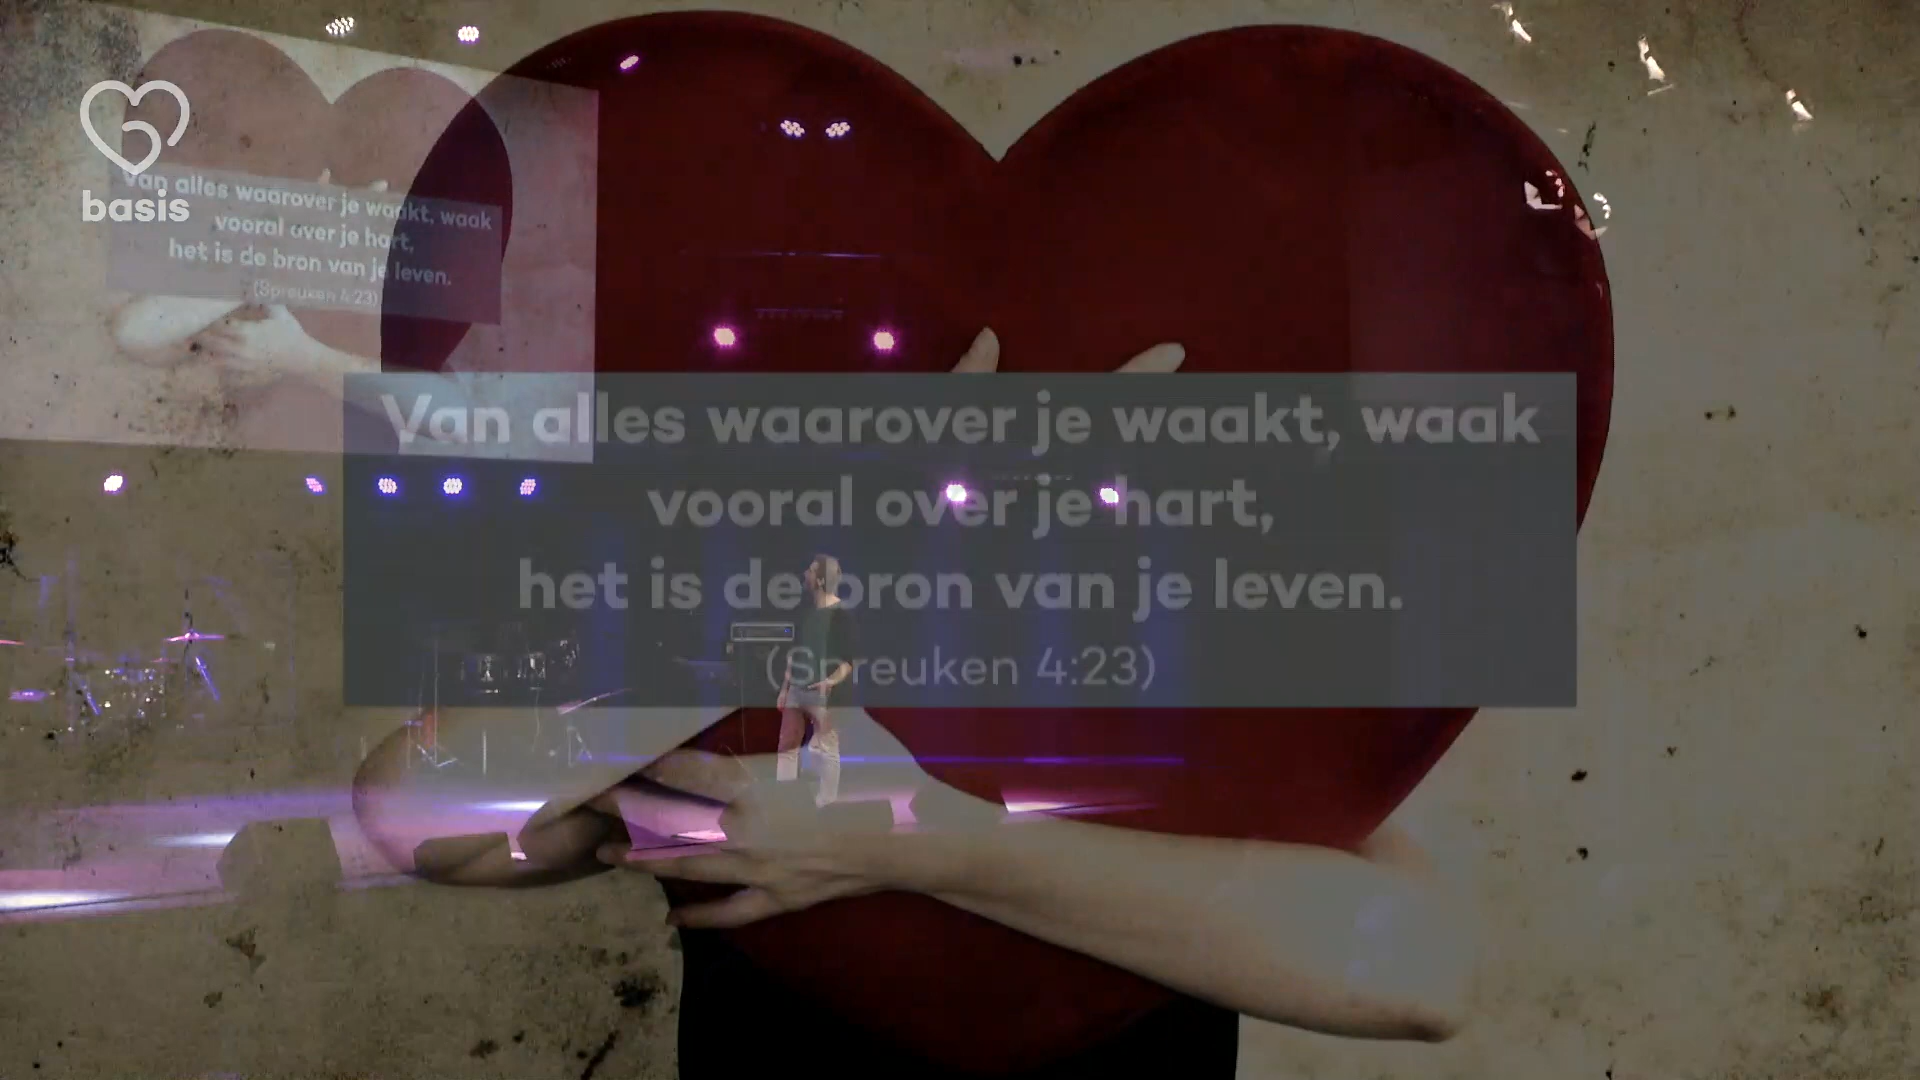 basis
Van alles waarover je waakt, waak
vooral over je hart,
het is de bron van je leven.
(Spreuken 4:23)
Van alles waarover je waakt, waak
vooral over je hart,
het is de bron van je leven.
(Spreuken 4:23)